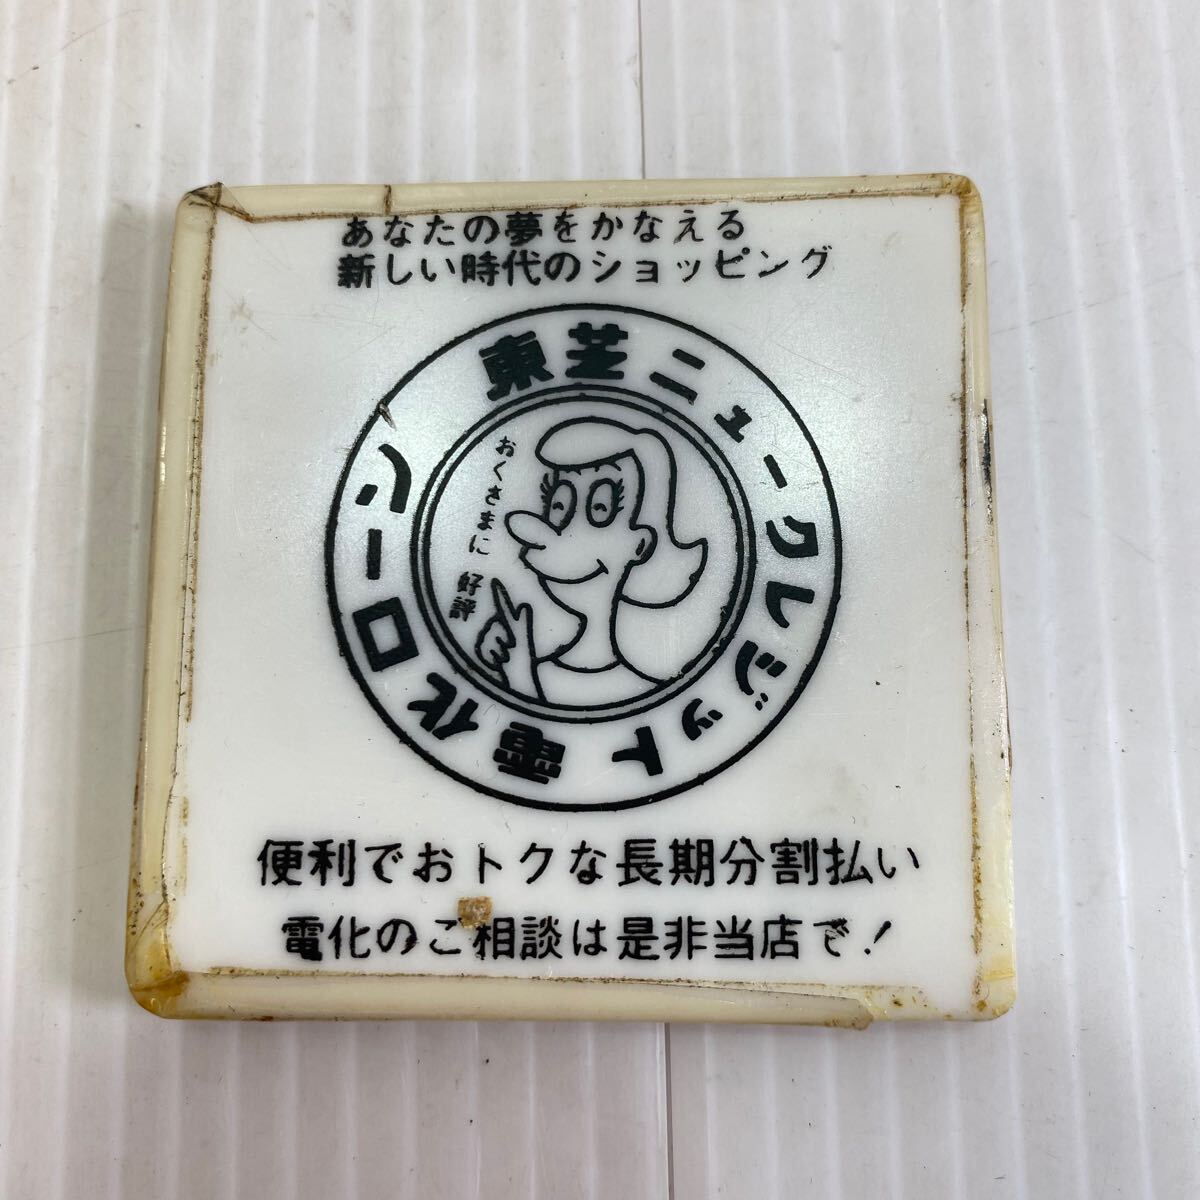 あなたの夢をかなえる
新しい時代のショッピング
東芝ニュークレジット
電化ローン
おくさまに
好評
便利でおトクな長期分割払い
電化のご相談は是非当店で!